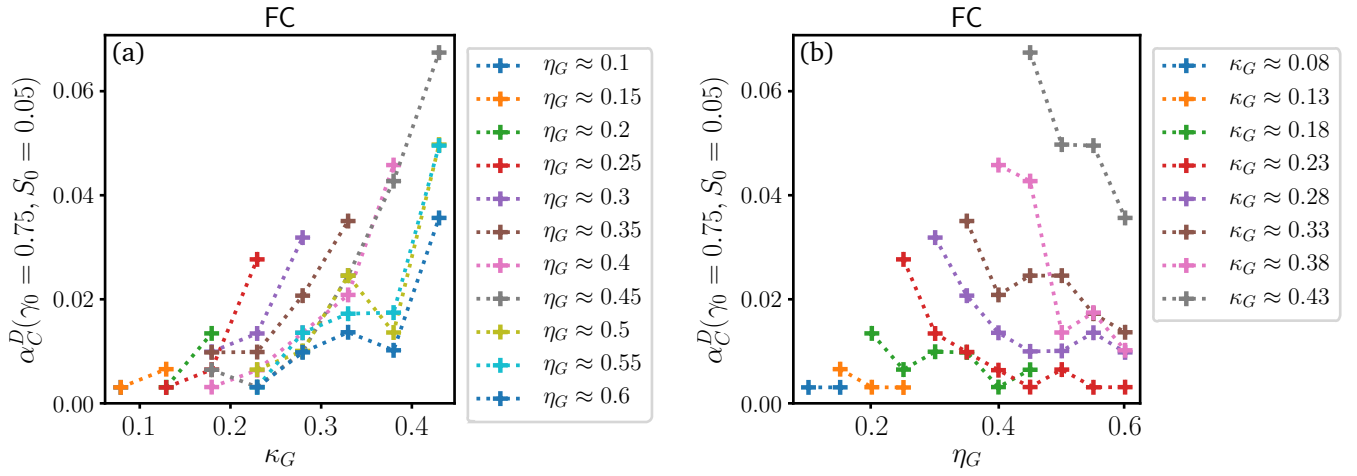 FC
(a)
α_C^D(γ_0 = 0.75, S_0 = 0.05)
0.06
0.04
0.02
0.00
0.1 0.2 0.3 0.4
κ_G
η_G ≈ 0.1
η_G ≈ 0.15
η_G ≈ 0.2
η_G ≈ 0.25
η_G ≈ 0.3
η_G ≈ 0.35
η_G ≈ 0.4
η_G ≈ 0.45
η_G ≈ 0.5
η_G ≈ 0.55
η_G ≈ 0.6
FC
(b)
α_C^D(γ_0 = 0.75, S_0 = 0.05)
0.06
0.04
0.02
0.00
0.2 0.4 0.6
η_G
κ_G ≈ 0.08
κ_G ≈ 0.13
κ_G ≈ 0.18
κ_G ≈ 0.23
κ_G ≈ 0.28
κ_G ≈ 0.33
κ_G ≈ 0.38
κ_G ≈ 0.43